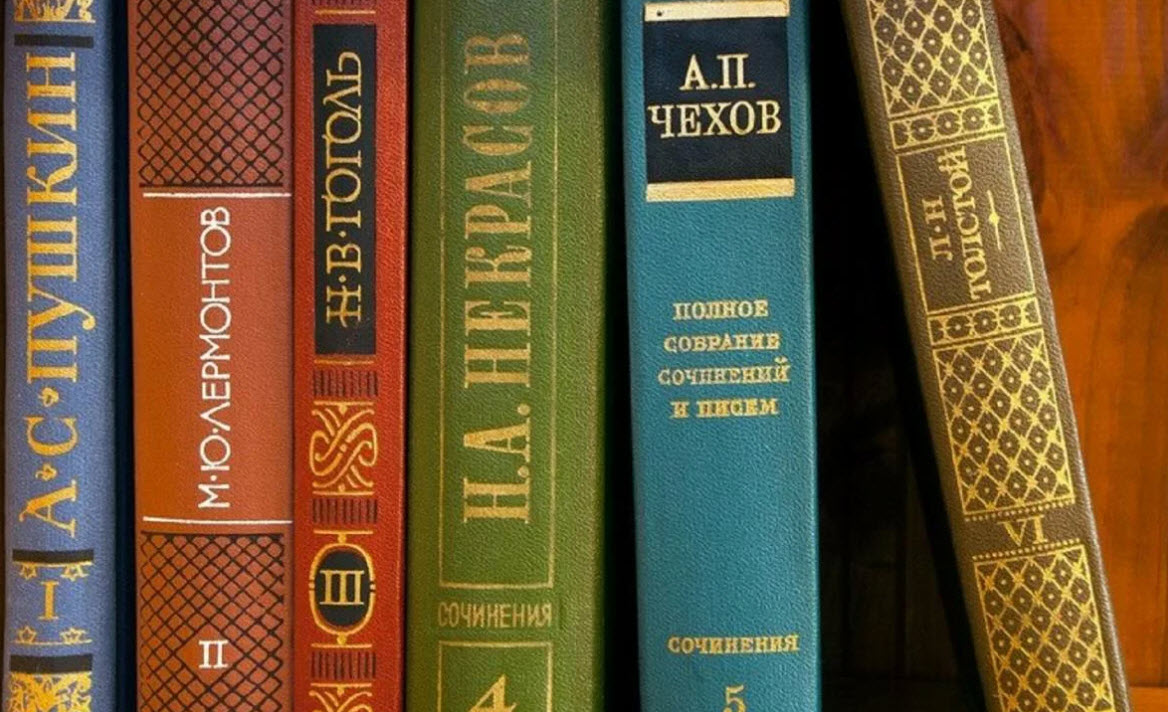 А·С·ПУШКИН
I
М·Ю·ЛЕРМОНТОВ
II
Н·В·ГОГОЛЬ
III
Н.А.НЕКРАСОВ
СОЧИНЕНИЯ
4
А.П.
ЧЕХОВ
ПОЛНОЕ
СОБРАНИЕ
СОЧИНЕНИЙ
И ПИСЕМ
СОЧИНЕНИЯ
5
Л·Н
ТОЛСТОЙ
VI